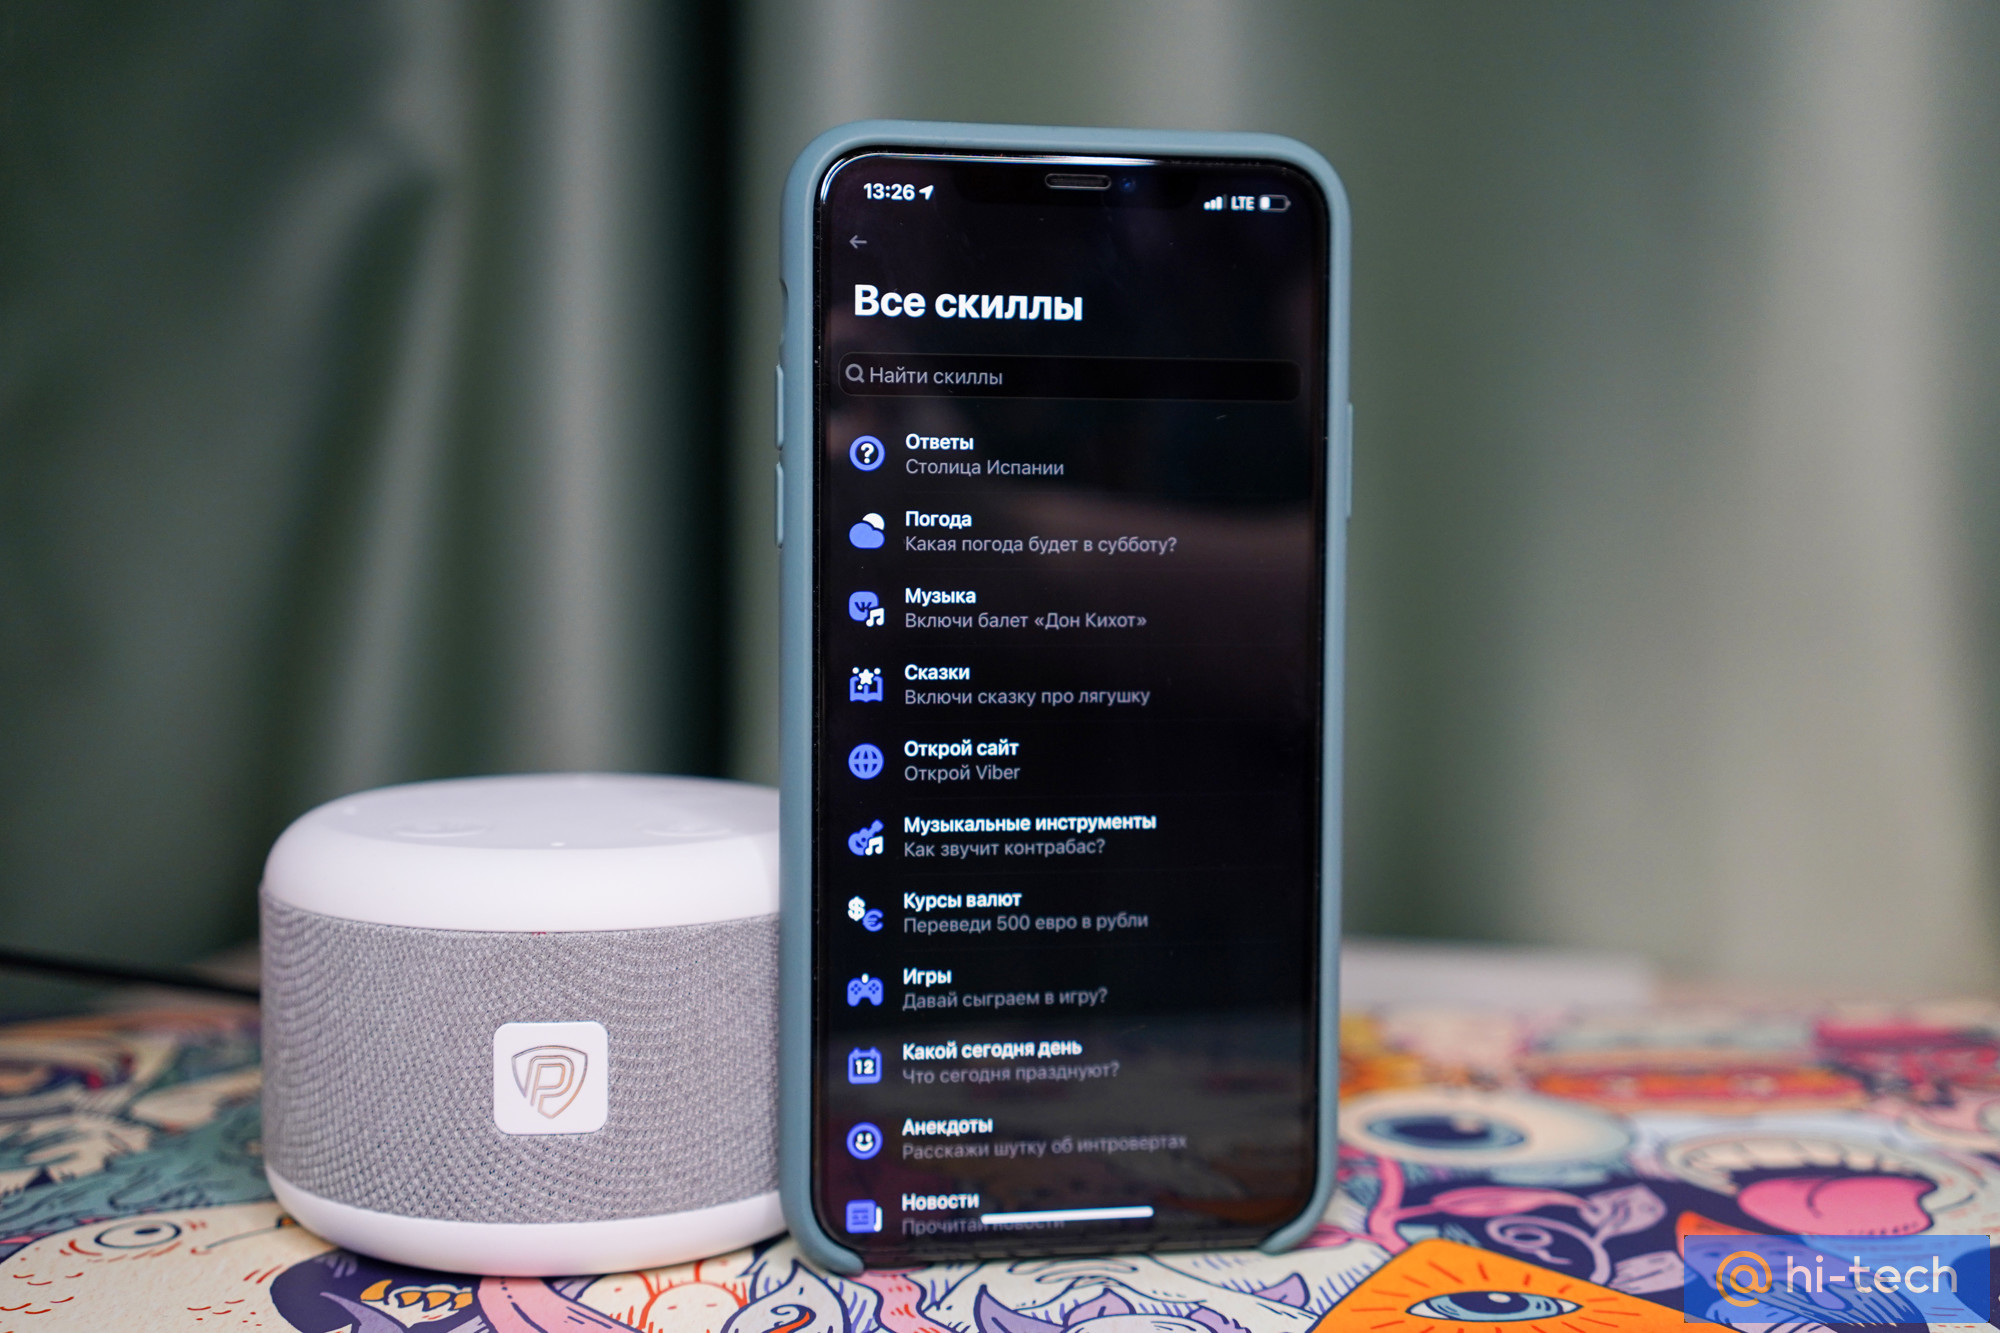 13:26
LTE
Все скиллы
Найти скиллы
Ответы
Столица Испании
Погода
Какая погода будет в субботу?
Музыка
Включи балет «Дон Кихот»
Сказки
Включи сказку про лягушку
Открой сайт
Открой Viber
Музыкальные инструменты
Как звучит контрабас?
Курсы валют
Переведи 500 евро в рубли
Игры
Давай сыграем в игру?
12
Какой сегодня день
Что сегодня празднуют?
Анекдоты
Расскажи шутку об интровертах
Новости
Прочитай новости
P
@hi-tech